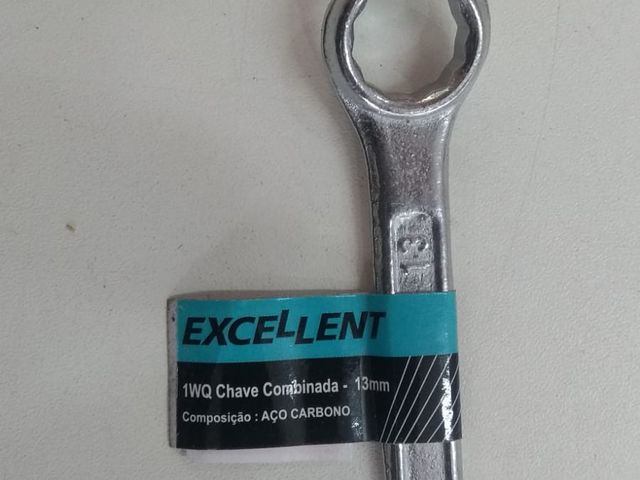 13
EXCELLENT
1WQ Chave Combinada - 13mm
Composição : AÇO CARBONO